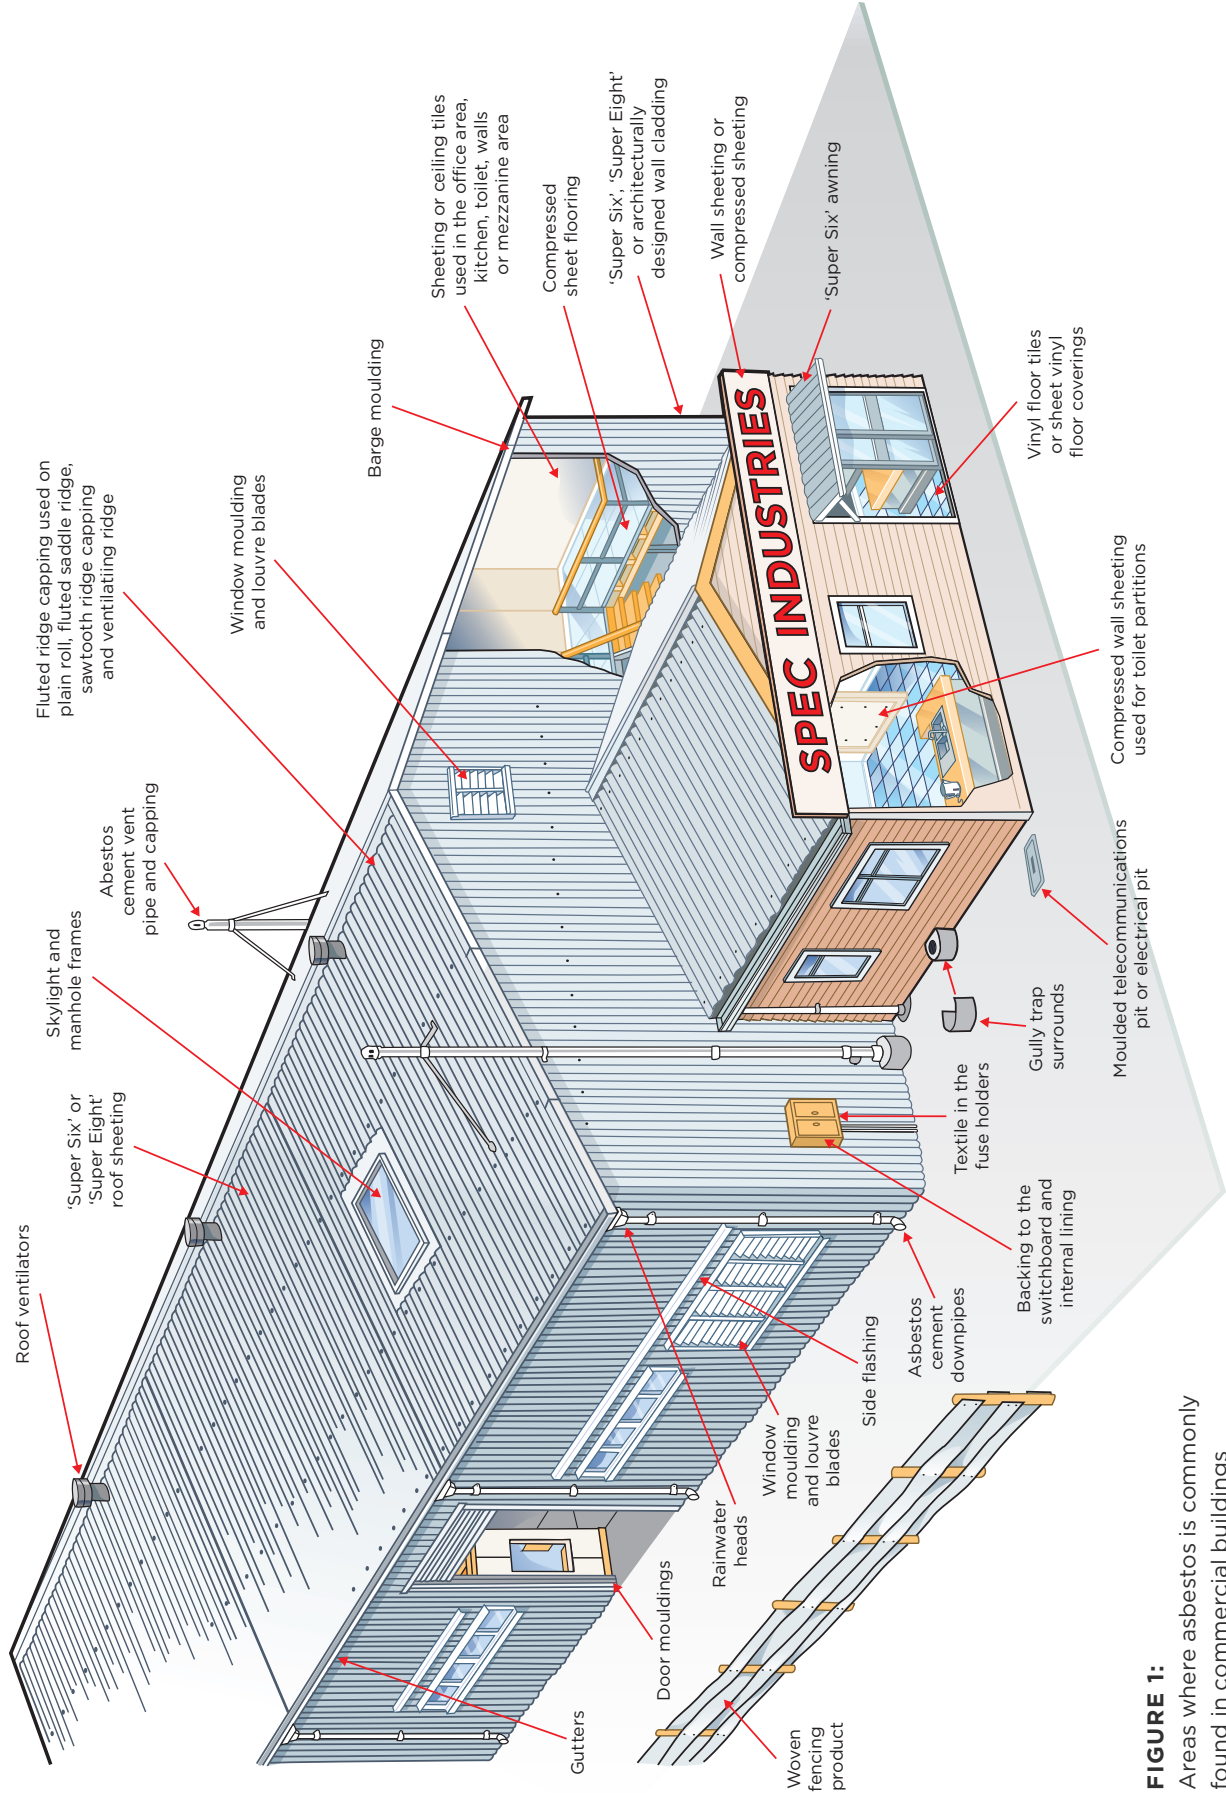 Roof ventilators
'Super Six' or
'Super Eight'
roof sheeting
Skylight and
manhole frames
Abestos
cement vent
pipe and capping
Fluted ridge capping used on
plain roll, fluted saddle ridge,
sawtooth ridge capping
and ventilatiing ridge
Window moulding
and louvre blades
Barge moulding
Sheeting or ceiling tiles
used in the office area,
kitchen, toilet, walls
or mezzanine area
Compressed
sheet flooring
'Super Six', 'Super Eight'
or architecturally
designed wall cladding
Wall sheeting or
compressed sheeting
'Super Six' awning
SPEC INDUSTRIES
Vinyl floor tiles
or sheet vinyl
floor coverings
Compressed wall sheeting
used for toilet partitions
Moulded telecommunications
pit or electrical pit
Gully trap
surrounds
Textile in the
fuse holders
Backing to the
switchboard and
internal lining
Asbestos
cement
downpipes
Side flashing
Window
moulding
and louvre
blades
Rainwater
heads
Door mouldings
Gutters
Woven
fencing
product
FIGURE 1:
Areas where asbestos is commonly
found in commercial buildings